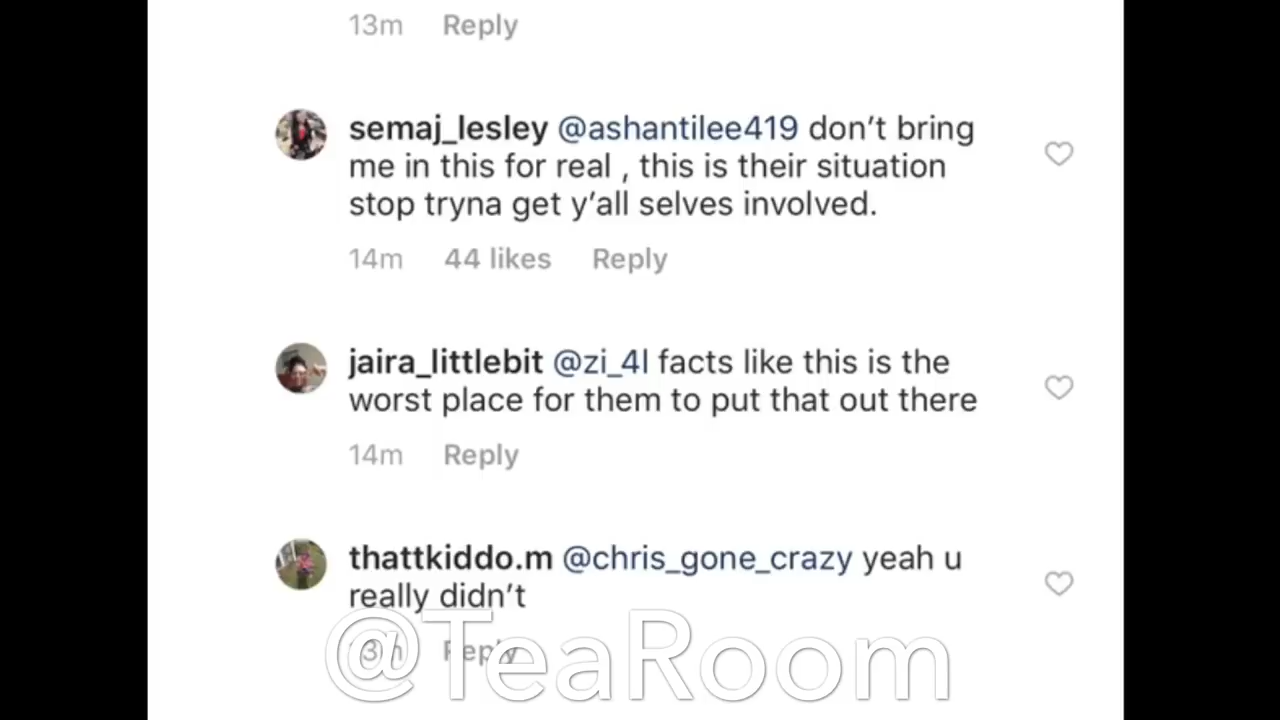 13m Reply
semaj_lesley @ashantilee419 don't bring
me in this for real , this is their situation
stop tryna get y'all selves involved.
14m 44 likes Reply
jaira_littlebit @zi_4l facts like this is the
worst place for them to put that out there
14m Reply
thattkiddo.m @chris_gone_crazy yeah u
really didn't
13m Reply
@TeaRoom